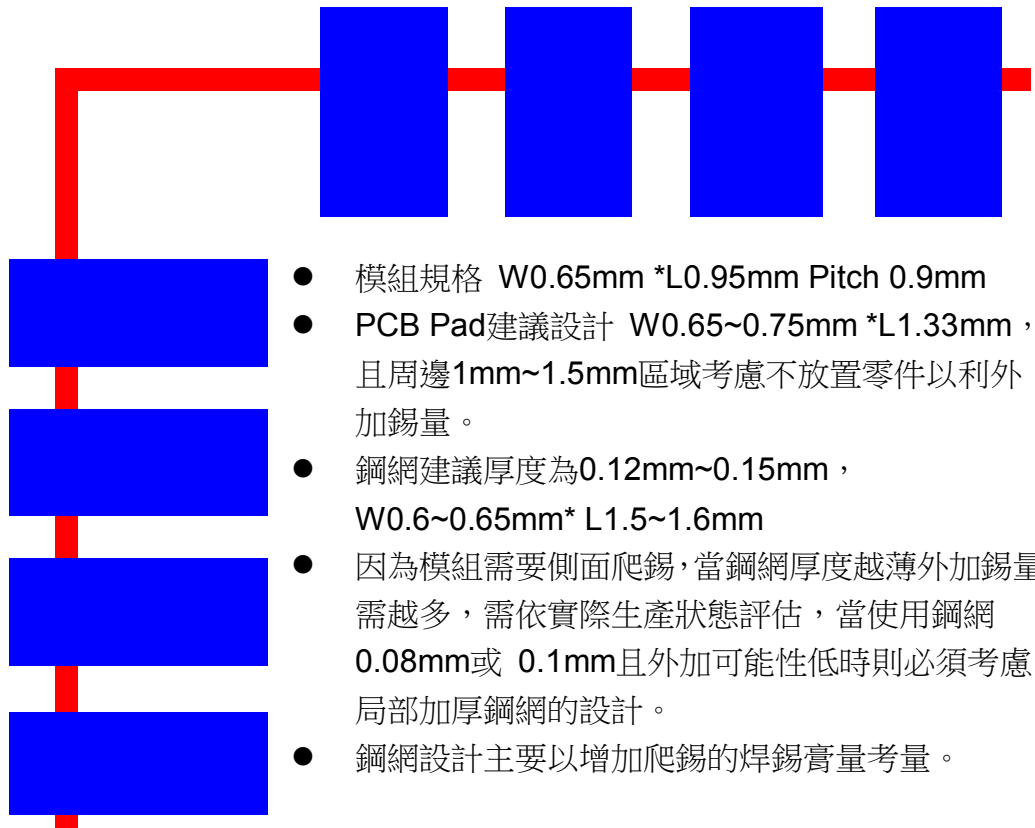 ● 模組規格 W0.65mm *L0.95mm Pitch 0.9mm
● PCB Pad建議設計 W0.65~0.75mm *L1.33mm，
且周邊1mm~1.5mm區域考慮不放置零件以利外
加錫量。
● 鋼網建議厚度為0.12mm~0.15mm，
W0.6~0.65mm* L1.5~1.6mm
● 因為模組需要側面爬錫，當鋼網厚度越薄外加錫量
需越多，需依實際生產狀態評估，當使用鋼網
0.08mm或 0.1mm且外加可能性低時則必須考慮
局部加厚鋼網的設計。
● 鋼網設計主要以增加爬錫的焊錫膏量考量。